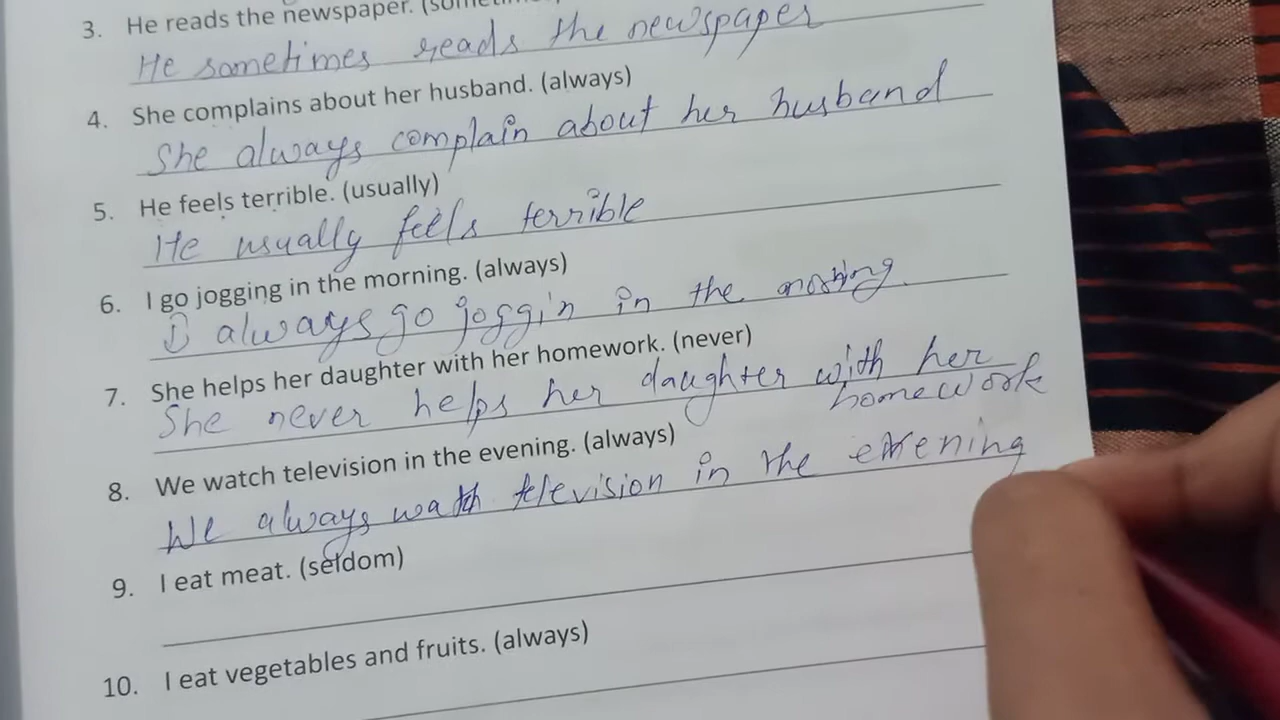 3. He reads the newspaper.
He sometimes reads the newspaper
4. She complains about her husband. (always)
She always complain about her husband
5. He feels terrible. (usually)
He usually feels terrible
6. I go jogging in the morning. (always)
I always go joggin in the morning.
7. She helps her daughter with her homework. (never)
She never helps her daughter with her
homework
8. We watch television in the evening. (always)
We always watch television in the evening
9. I eat meat. (seldom)
10. I eat vegetables and fruits. (always)